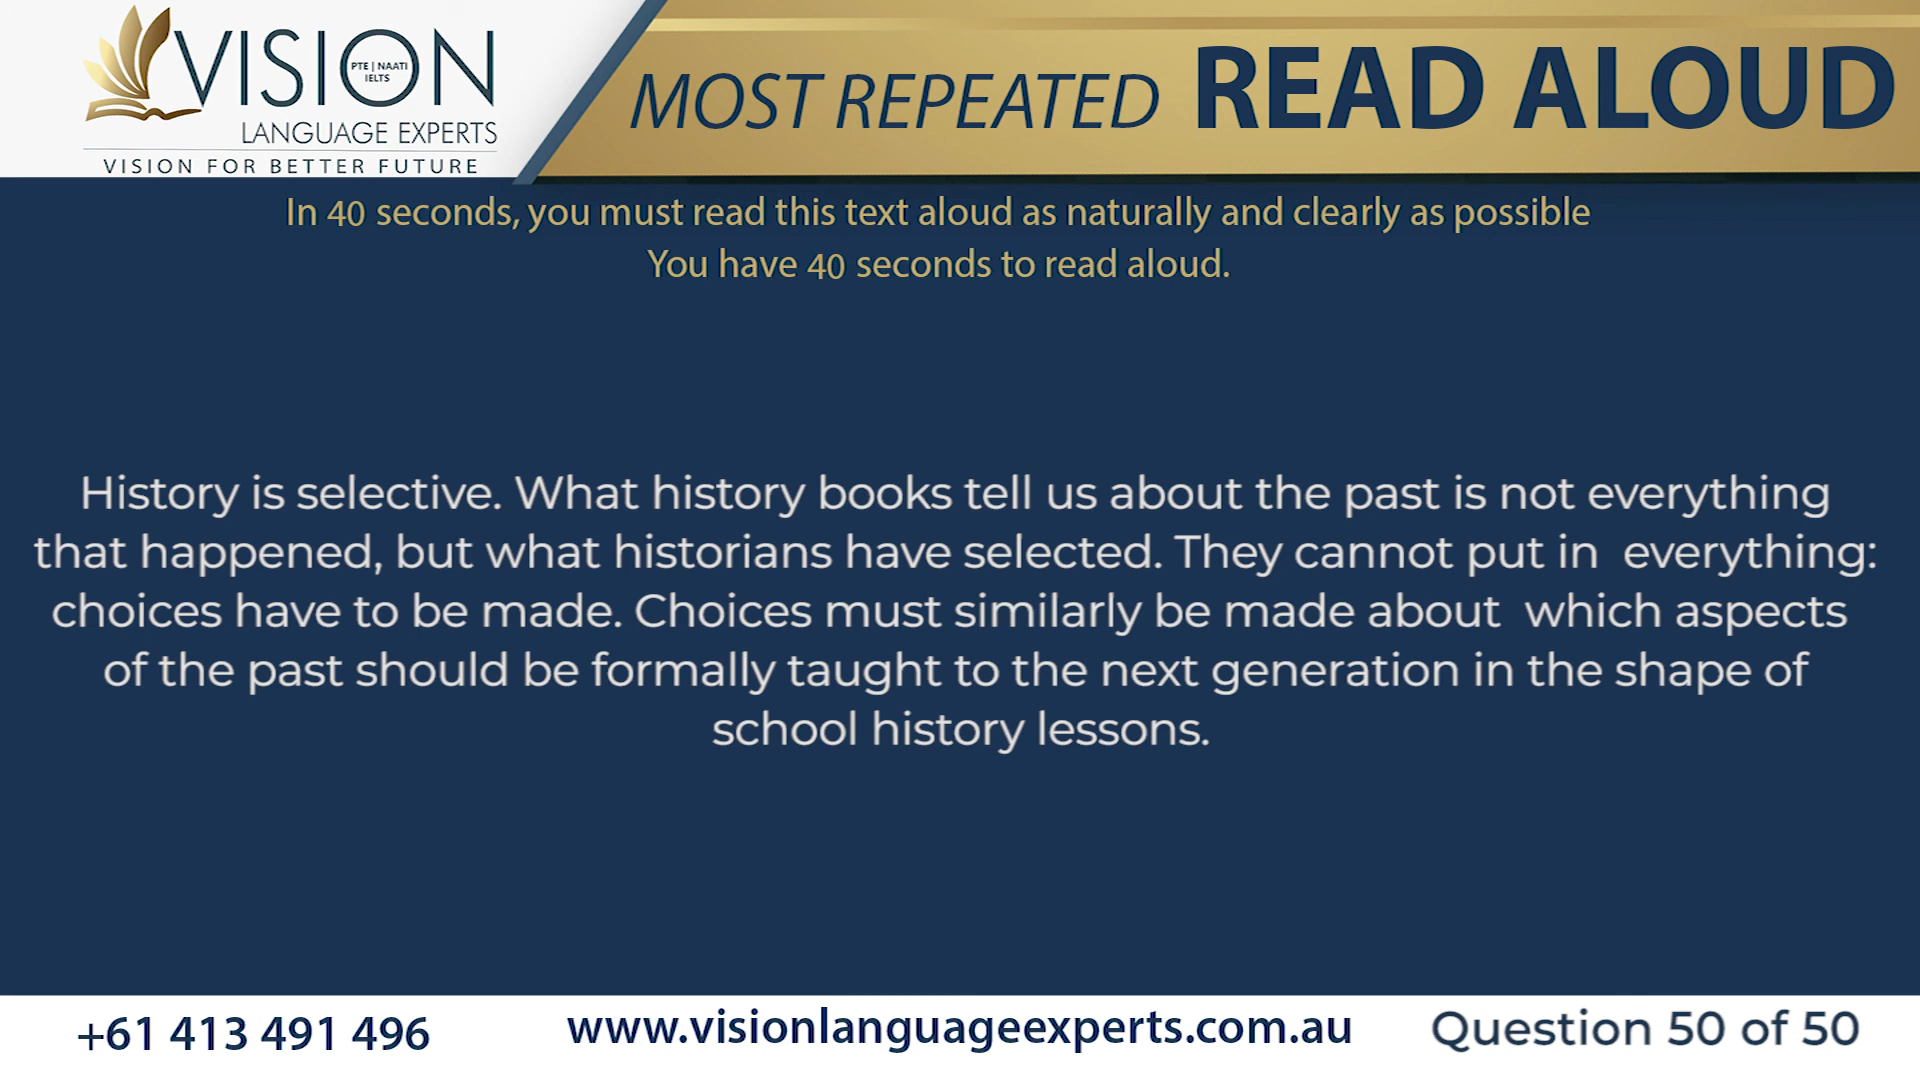 VISION
PTE | NAATI
IELTS
LANGUAGE EXPERTS
VISION FOR BETTER FUTURE
MOST REPEATED READ ALOUD
In 40 seconds, you must read this text aloud as naturally and clearly as possible
You have 40 seconds to read aloud.
History is selective. What history books tell us about the past is not everything
that happened, but what historians have selected. They cannot put in  everything:
choices have to be made. Choices must similarly be made about  which aspects
of the past should be formally taught to the next generation in the shape of
school history lessons.
+61 413 491 496
www.visionlanguageexperts.com.au
Question 50 of 50